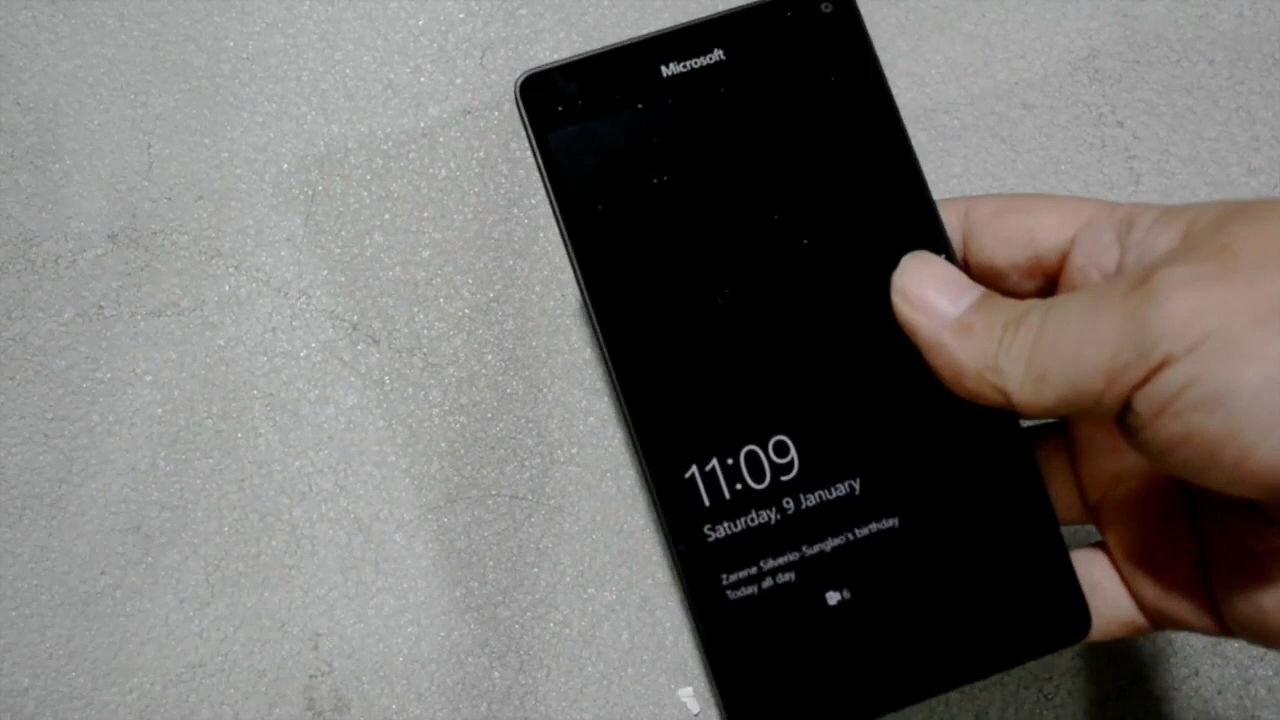 Microsoft
11:09
Saturday, 9 January
Zarene Silverio-Sunglao's birthday
Today all day
6